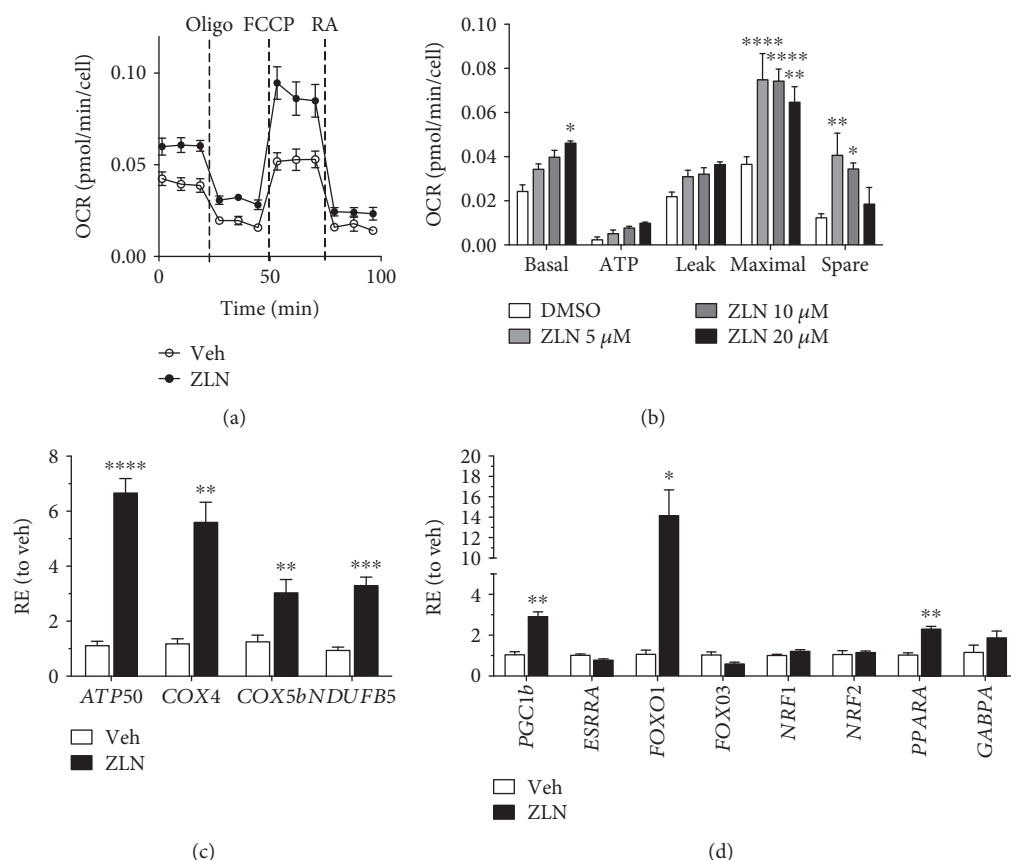 Oligo FCCP RA
OCR (pmol/min/cell)
0.10
0.05
0.00
0 50 100
Time (min)
Veh
ZLN
(a)
OCR (pmol/min/cell)
0.10
0.08
0.06
0.04
0.02
0.00
*
****
****
**
**
*
Basal ATP Leak Maximal Spare
DMSO
ZLN 5 μM
ZLN 10 μM
ZLN 20 μM
(b)
RE (to veh)
8
6
4
2
0
**** ** ** ***
ATP50 COX4 COX5b NDUFB5
Veh
ZLN
(c)
RE (to veh)
20
18
16
14
12
10
6
4
2
0
** * **
PGC1b
ESRRA
FOXO1
FOX03
NRF1
NRF2
PPARA
GABPA
Veh
ZLN
(d)